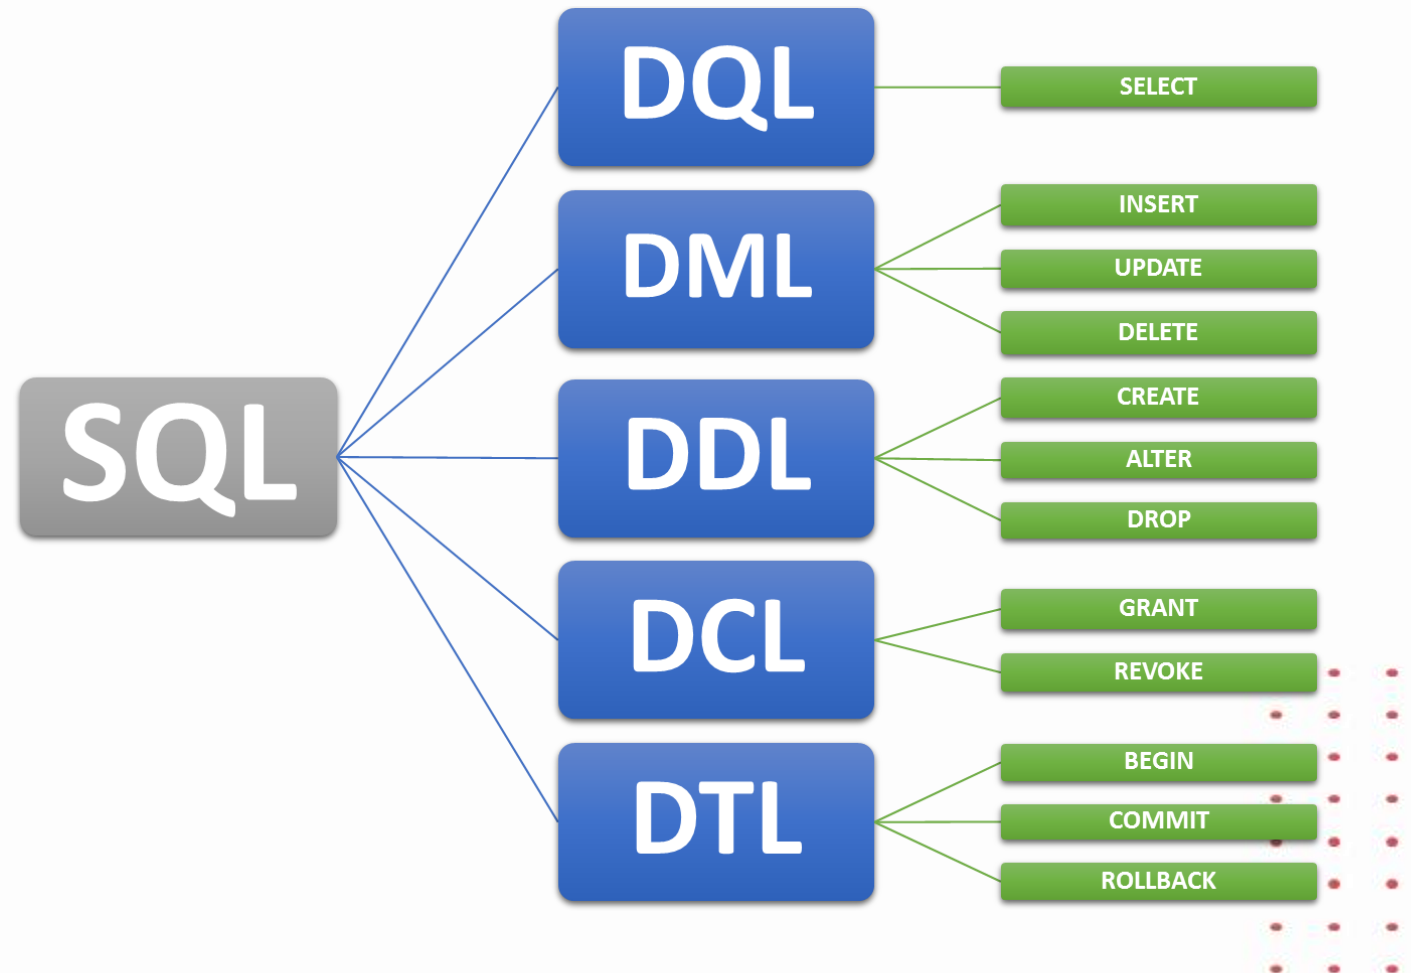 SQL
DQL
SELECT
DML
INSERT
UPDATE
DELETE
DDL
CREATE
ALTER
DROP
DCL
GRANT
REVOKE
DTL
BEGIN
COMMIT
ROLLBACK